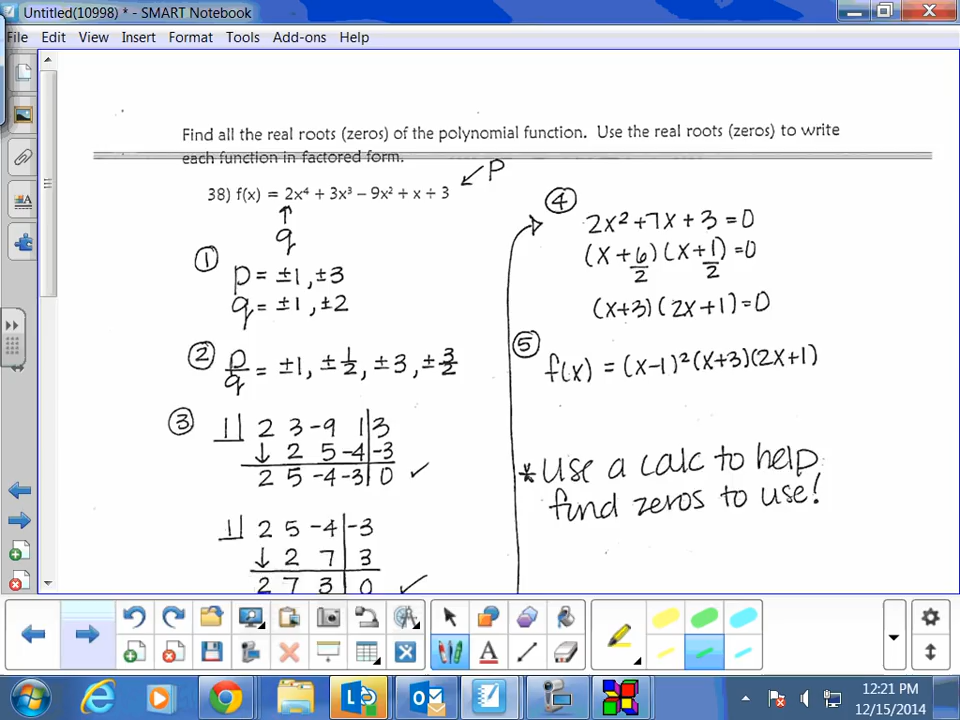 Untitled(10998) * - SMART Notebook
File Edit View Insert Format Tools Add-ons Help
Find all the real roots (zeros) of the polynomial function. Use the real roots (zeros) to write
each function in factored form.
38) f(x) = 2x⁴ + 3x³ − 9x² + x + 3 ↙ P
↑
q
① p = ±1, ±3
q = ±1, ±2
② p/q = ±1, ±1/2, ±3, ±3/2
③ 1| 2 3 -9 1 | 3
↓ 2 5 -4 | -3
2 5 -4 -3 | 0 ✓
1| 2 5 -4 | -3
↓ 2 7 | 3
2 7 3 | 0 ✓
④
2x² + 7x + 3 = 0
(x + 6/2)(x + 1/2) = 0
(x+3)(2x+1) = 0
⑤ f(x) = (x-1)²(x+3)(2x+1)
*Use a calc to help
find zeros to use!
A
12:21 PM
12/15/2014